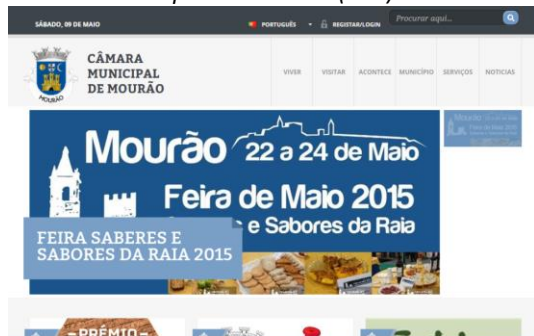 SÁBADO, 09 DE MAIO
PORTUGUÊS
REGISTAR/LOGIN
Procurar aqui...
CÂMARA
MUNICIPAL
DE MOURÃO
MOURÃO
VIVER VISITAR ACONTECE MUNICÍPIO SERVIÇOS NOTICIAS
Mourão 22 a 24 de Maio
Feira de Maio 2015
e Sabores da Raia
FEIRA SABERES E
SABORES DA RAIA 2015
PRÉMIO